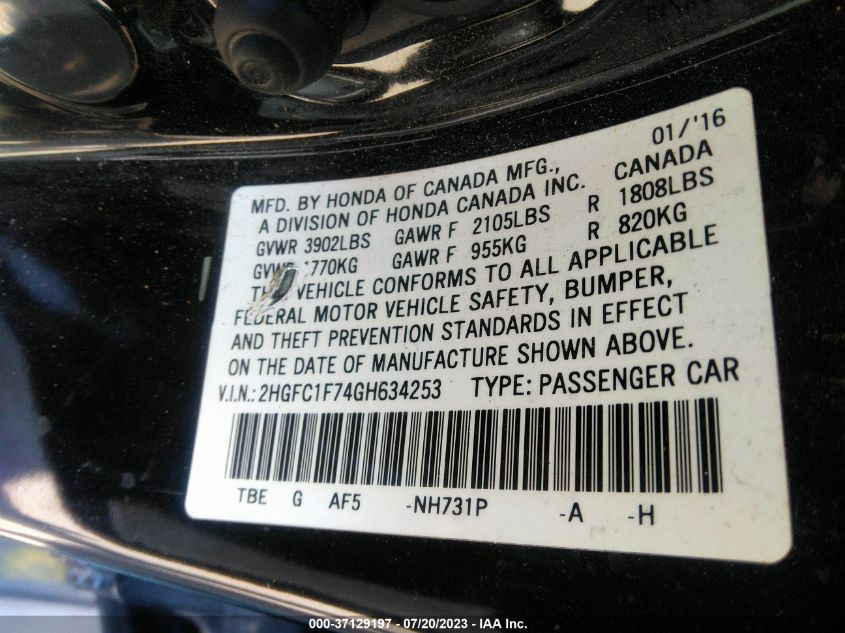 01/'16
MFD. BY HONDA OF CANADA MFG.,
A DIVISION OF HONDA CANADA INC. CANADA
GVWR 3902LBS GAWR F 2105LBS R 1808LBS
1770KG GAWR F 955KG R 820KG
VEHICLE CONFORMS TO ALL APPLICABLE
FEDERAL MOTOR VEHICLE SAFETY, BUMPER,
AND THEFT PREVENTION STANDARDS IN EFFECT
ON THE DATE OF MANUFACTURE SHOWN ABOVE.
V.I.N.: 2HGFC1F74GH634253 TYPE: PASSENGER CAR
TBE G AF5 -NH731P -A -H
000-37129197 - 07/20/2023 - IAA Inc.